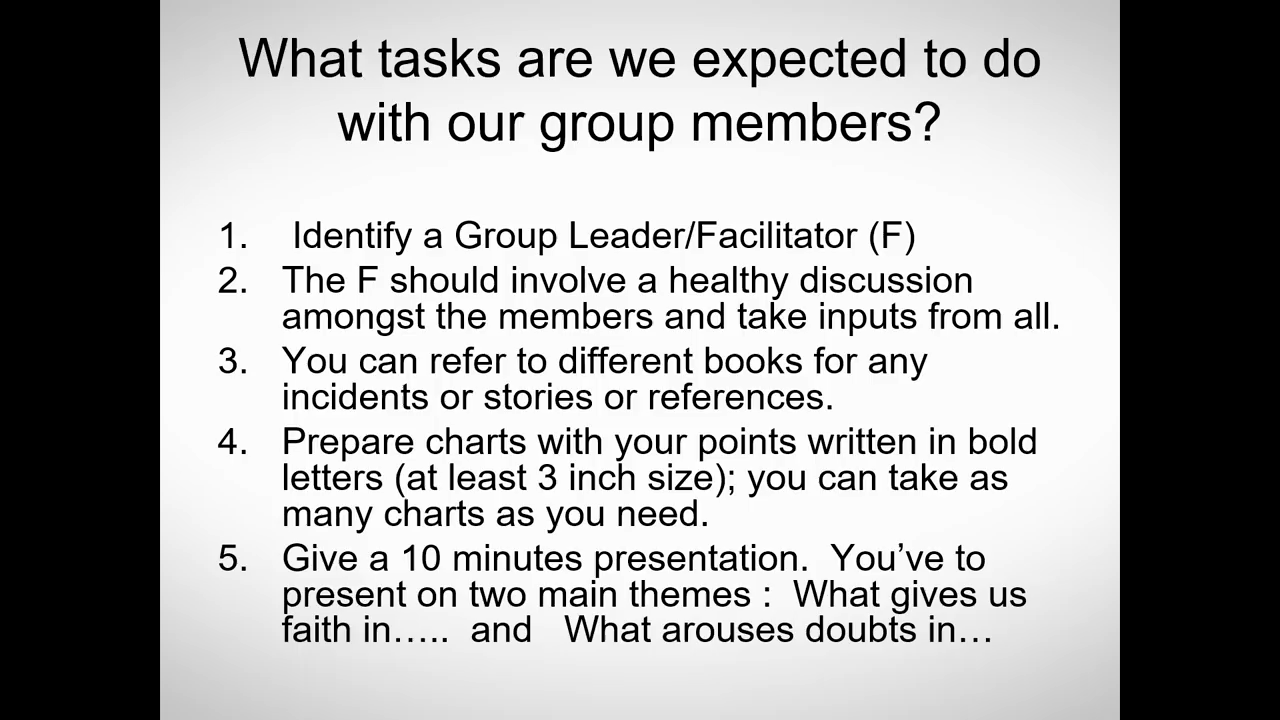 What tasks are we expected to do
with our group members?
1. Identify a Group Leader/Facilitator (F)
2. The F should involve a healthy discussion
amongst the members and take inputs from all.
3. You can refer to different books for any
incidents or stories or references.
4. Prepare charts with your points written in bold
letters (at least 3 inch size); you can take as
many charts as you need.
5. Give a 10 minutes presentation.  You’ve to
present on two main themes :  What gives us
faith in…..  and   What arouses doubts in…